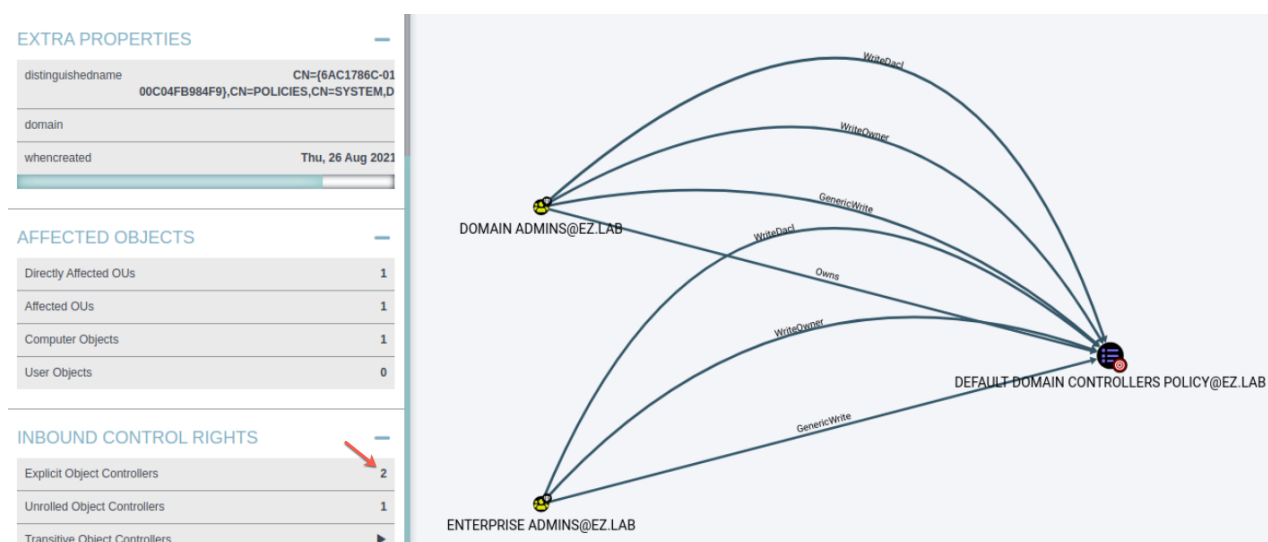 EXTRA PROPERTIES
distinguishedname CN={6AC1786C-01
00C04FB984F9},CN=POLICIES,CN=SYSTEM,D
domain
whencreated Thu, 26 Aug 2021
AFFECTED OBJECTS
Directly Affected OUs 1
Affected OUs 1
Computer Objects 1
User Objects 0
INBOUND CONTROL RIGHTS
Explicit Object Controllers 2
Unrolled Object Controllers 1
Transitive Object Controllers
WriteDacl
WriteOwner
GenericWrite
DOMAIN ADMINS@EZ.LAB
WriteDacl
Owns
WriteOwner
DEFAULT DOMAIN CONTROLLERS POLICY@EZ.LAB
GenericWrite
ENTERPRISE ADMINS@EZ.LAB